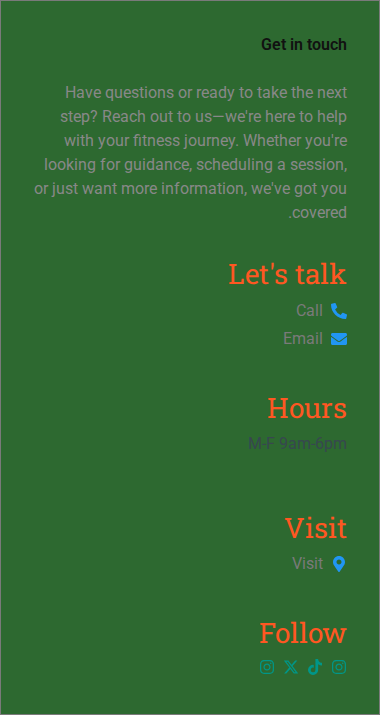 Get in touch
Have questions or ready to take the next
step? Reach out to us—we're here to help
with your fitness journey. Whether you're
looking for guidance, scheduling a session,
or just want more information, we've got you
.covered
Let's talk
Call
Email
Hours
M-F 9am-6pm
Visit
Visit
Follow